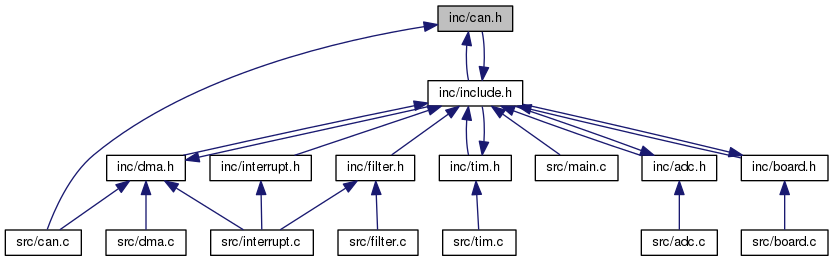 inc/can.h
inc/include.h
inc/dma.h
inc/interrupt.h
inc/filter.h
inc/tim.h
src/main.c
inc/adc.h
inc/board.h
src/can.c
src/dma.c
src/interrupt.c
src/filter.c
src/tim.c
src/adc.c
src/board.c